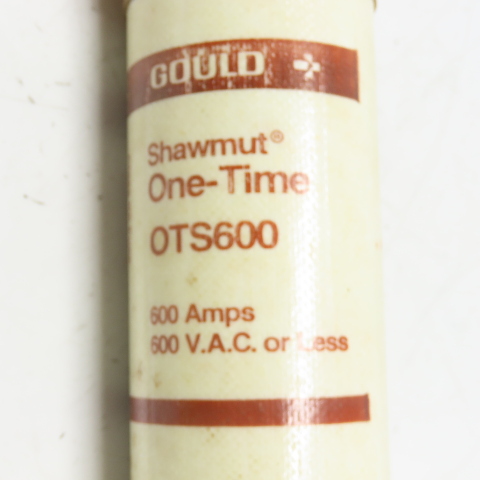 GOULD
Shawmut®
One-Time
OTS600
600 Amps
600 V.A.C. or Less